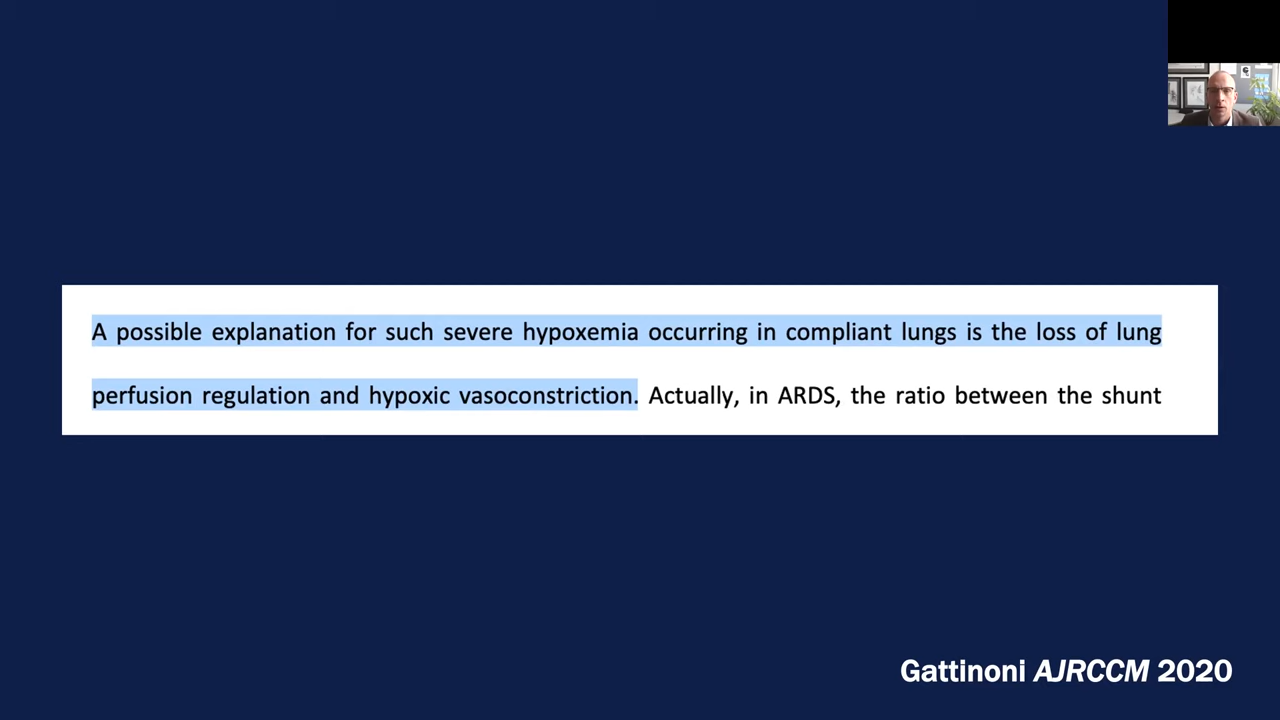 A possible explanation for such severe hypoxemia occurring in compliant lungs is the loss of lung
perfusion regulation and hypoxic vasoconstriction. Actually, in ARDS, the ratio between the shunt
Gattinoni AJRCCM 2020